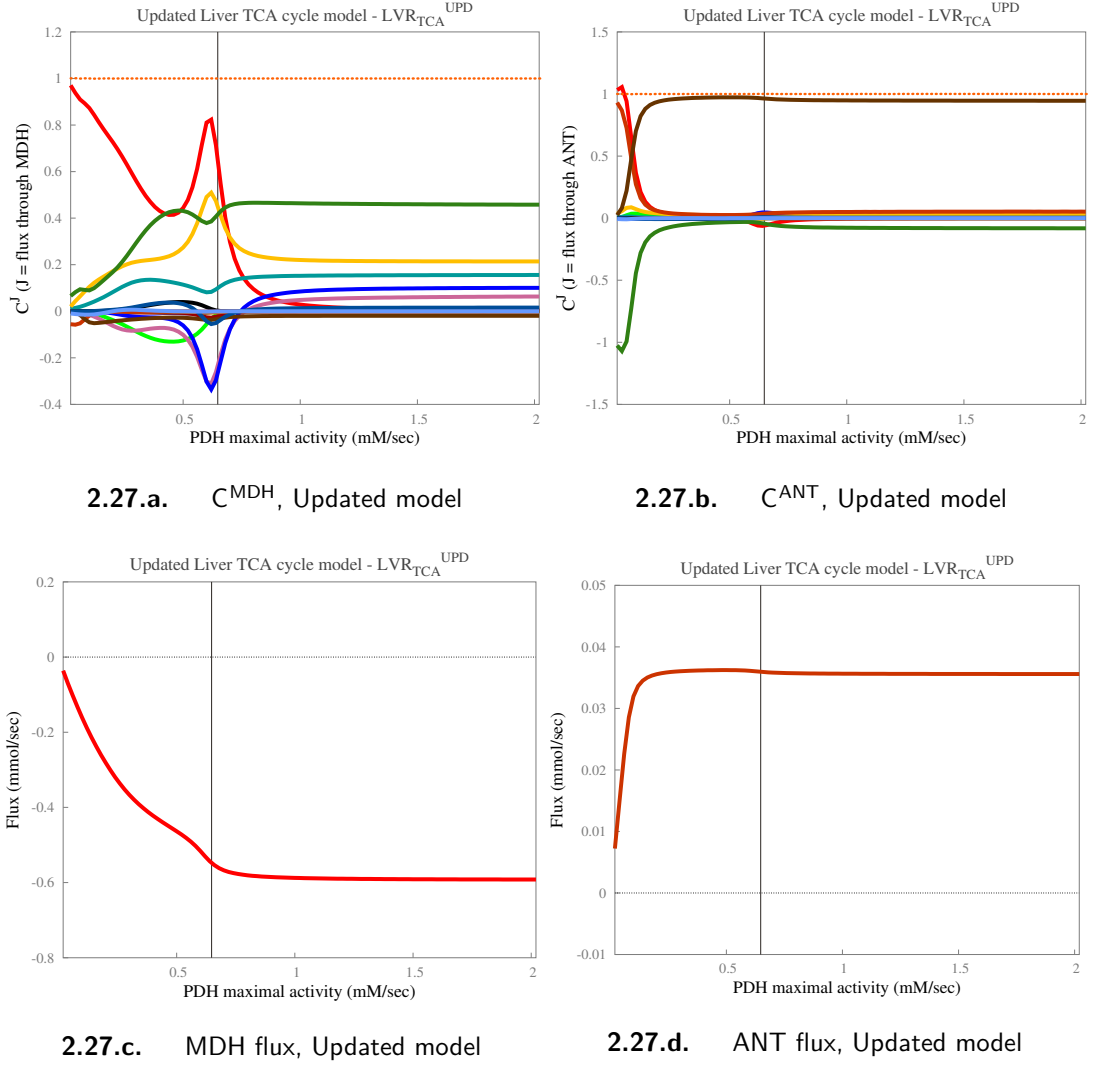 Updated Liver TCA cycle model - LVR_TCA^UPD
1.2
1
0.8
0.6
0.4
0.2
0
-0.2
-0.4
C^J (J = flux through MDH)
0.5
1
1.5
2
PDH maximal activity (mM/sec)
2.27.a. C^MDH, Updated model
Updated Liver TCA cycle model - LVR_TCA^UPD
1.5
1
0.5
0
-0.5
-1
-1.5
C^J (J = flux through ANT)
0.5
1
1.5
2
PDH maximal activity (mM/sec)
2.27.b. C^ANT, Updated model
Updated Liver TCA cycle model - LVR_TCA^UPD
0.2
0
-0.2
-0.4
-0.6
-0.8
Flux (mmol/sec)
0.5
1
1.5
2
PDH maximal activity (mM/sec)
2.27.c. MDH flux, Updated model
Updated Liver TCA cycle model - LVR_TCA^UPD
0.05
0.04
0.03
0.02
0.01
0
-0.01
Flux (mmol/sec)
0.5
1
1.5
2
PDH maximal activity (mM/sec)
2.27.d. ANT flux, Updated model